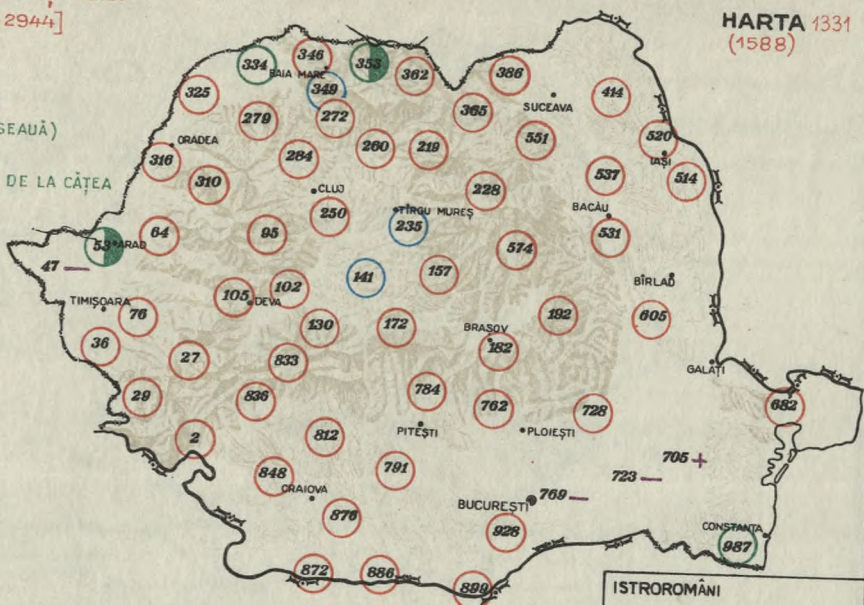 2944]
HARTA 1331
(1588)
SEAUĂ)
DE LA CĂȚEA
334
346
353
362
386
BAIA MARE
349
325
414
SUCEAVA
279
272
365
ORADEA
260
219
551
520
IAȘI
316
284
537
514
310
CLUJ
228
BACĂU
250
TÎRGU MUREȘ
235
64
95
531
53
ARAD
574
47
141
157
BÎRLAD
102
105
DEVA
TIMIȘOARA
76
130
172
BRAȘOV
192
605
36
182
27
833
GALAȚI
29
836
784
762
728
682
2
812
PITEȘTI
PLOIEȘTI
705
848
791
723
CRAIOVA
BUCUREȘTI
769
876
928
CONSTANȚA
987
872
886
899
ISTROROMÂNI